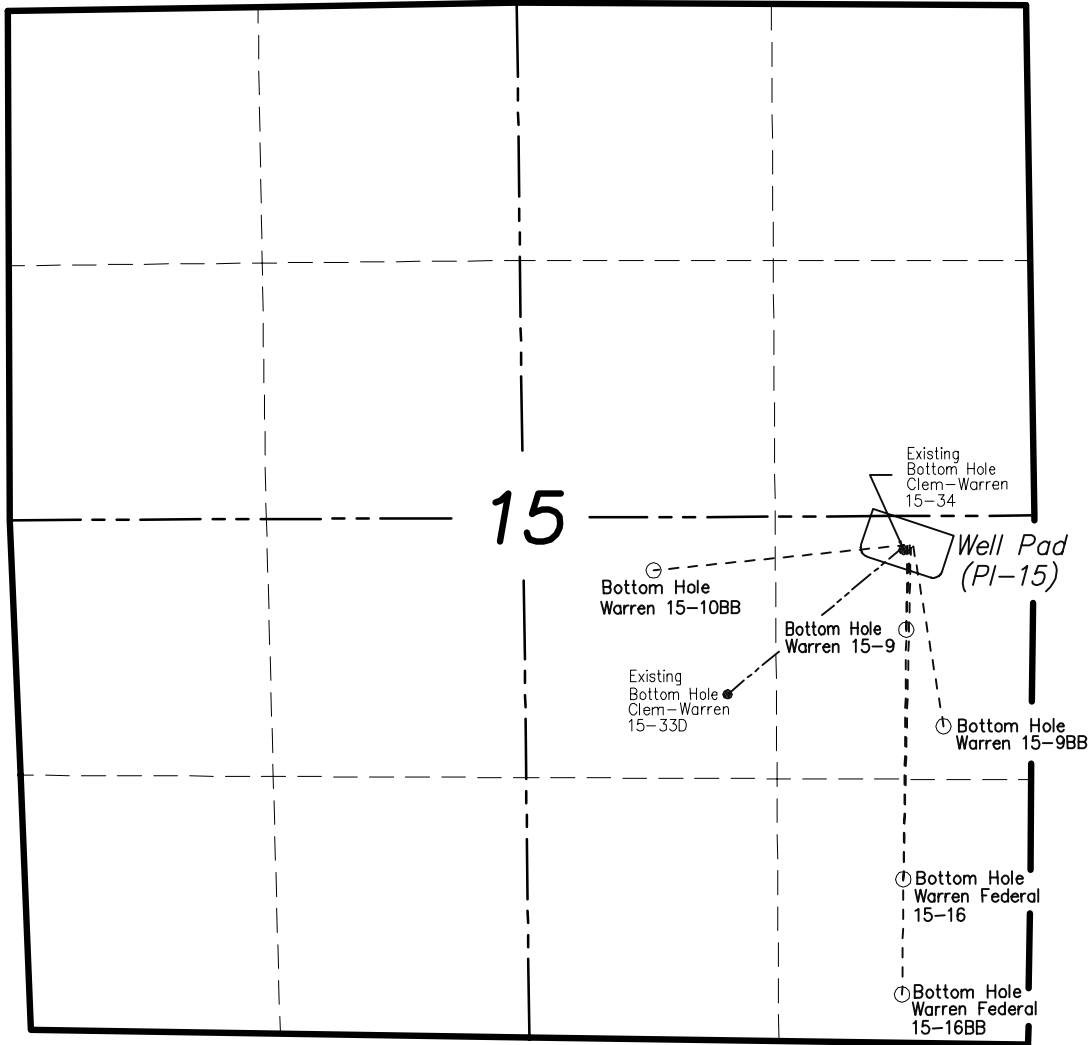 Existing
Bottom Hole
Clem-Warren
15-34
15
Well Pad
(PI-15)
Bottom Hole
Warren 15-10BB
Bottom Hole
Warren 15-9
Existing
Bottom Hole
Clem-Warren
15-33D
Bottom Hole
Warren 15-9BB
Bottom Hole
Warren Federal
15-16
Bottom Hole
Warren Federal
15-16BB